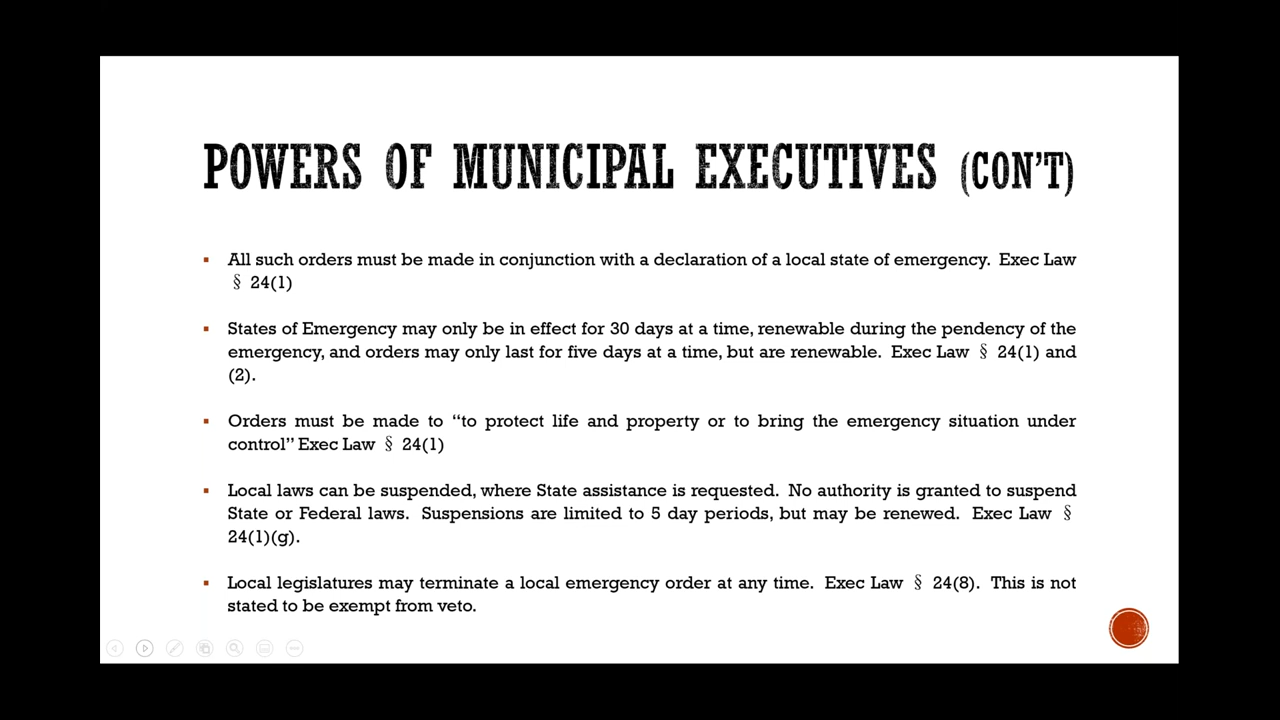 POWERS OF MUNICIPAL EXECUTIVES (CON'T)
▪ All such orders must be made in conjunction with a declaration of a local state of emergency. Exec Law
§ 24(1)
▪ States of Emergency may only be in effect for 30 days at a time, renewable during the pendency of the
emergency, and orders may only last for five days at a time, but are renewable. Exec Law § 24(1) and
(2).
▪ Orders must be made to “to protect life and property or to bring the emergency situation under
control” Exec Law § 24(1)
▪ Local laws can be suspended, where State assistance is requested. No authority is granted to suspend
State or Federal laws. Suspensions are limited to 5 day periods, but may be renewed. Exec Law §
24(1)(g).
▪ Local legislatures may terminate a local emergency order at any time. Exec Law § 24(8). This is not
stated to be exempt from veto.